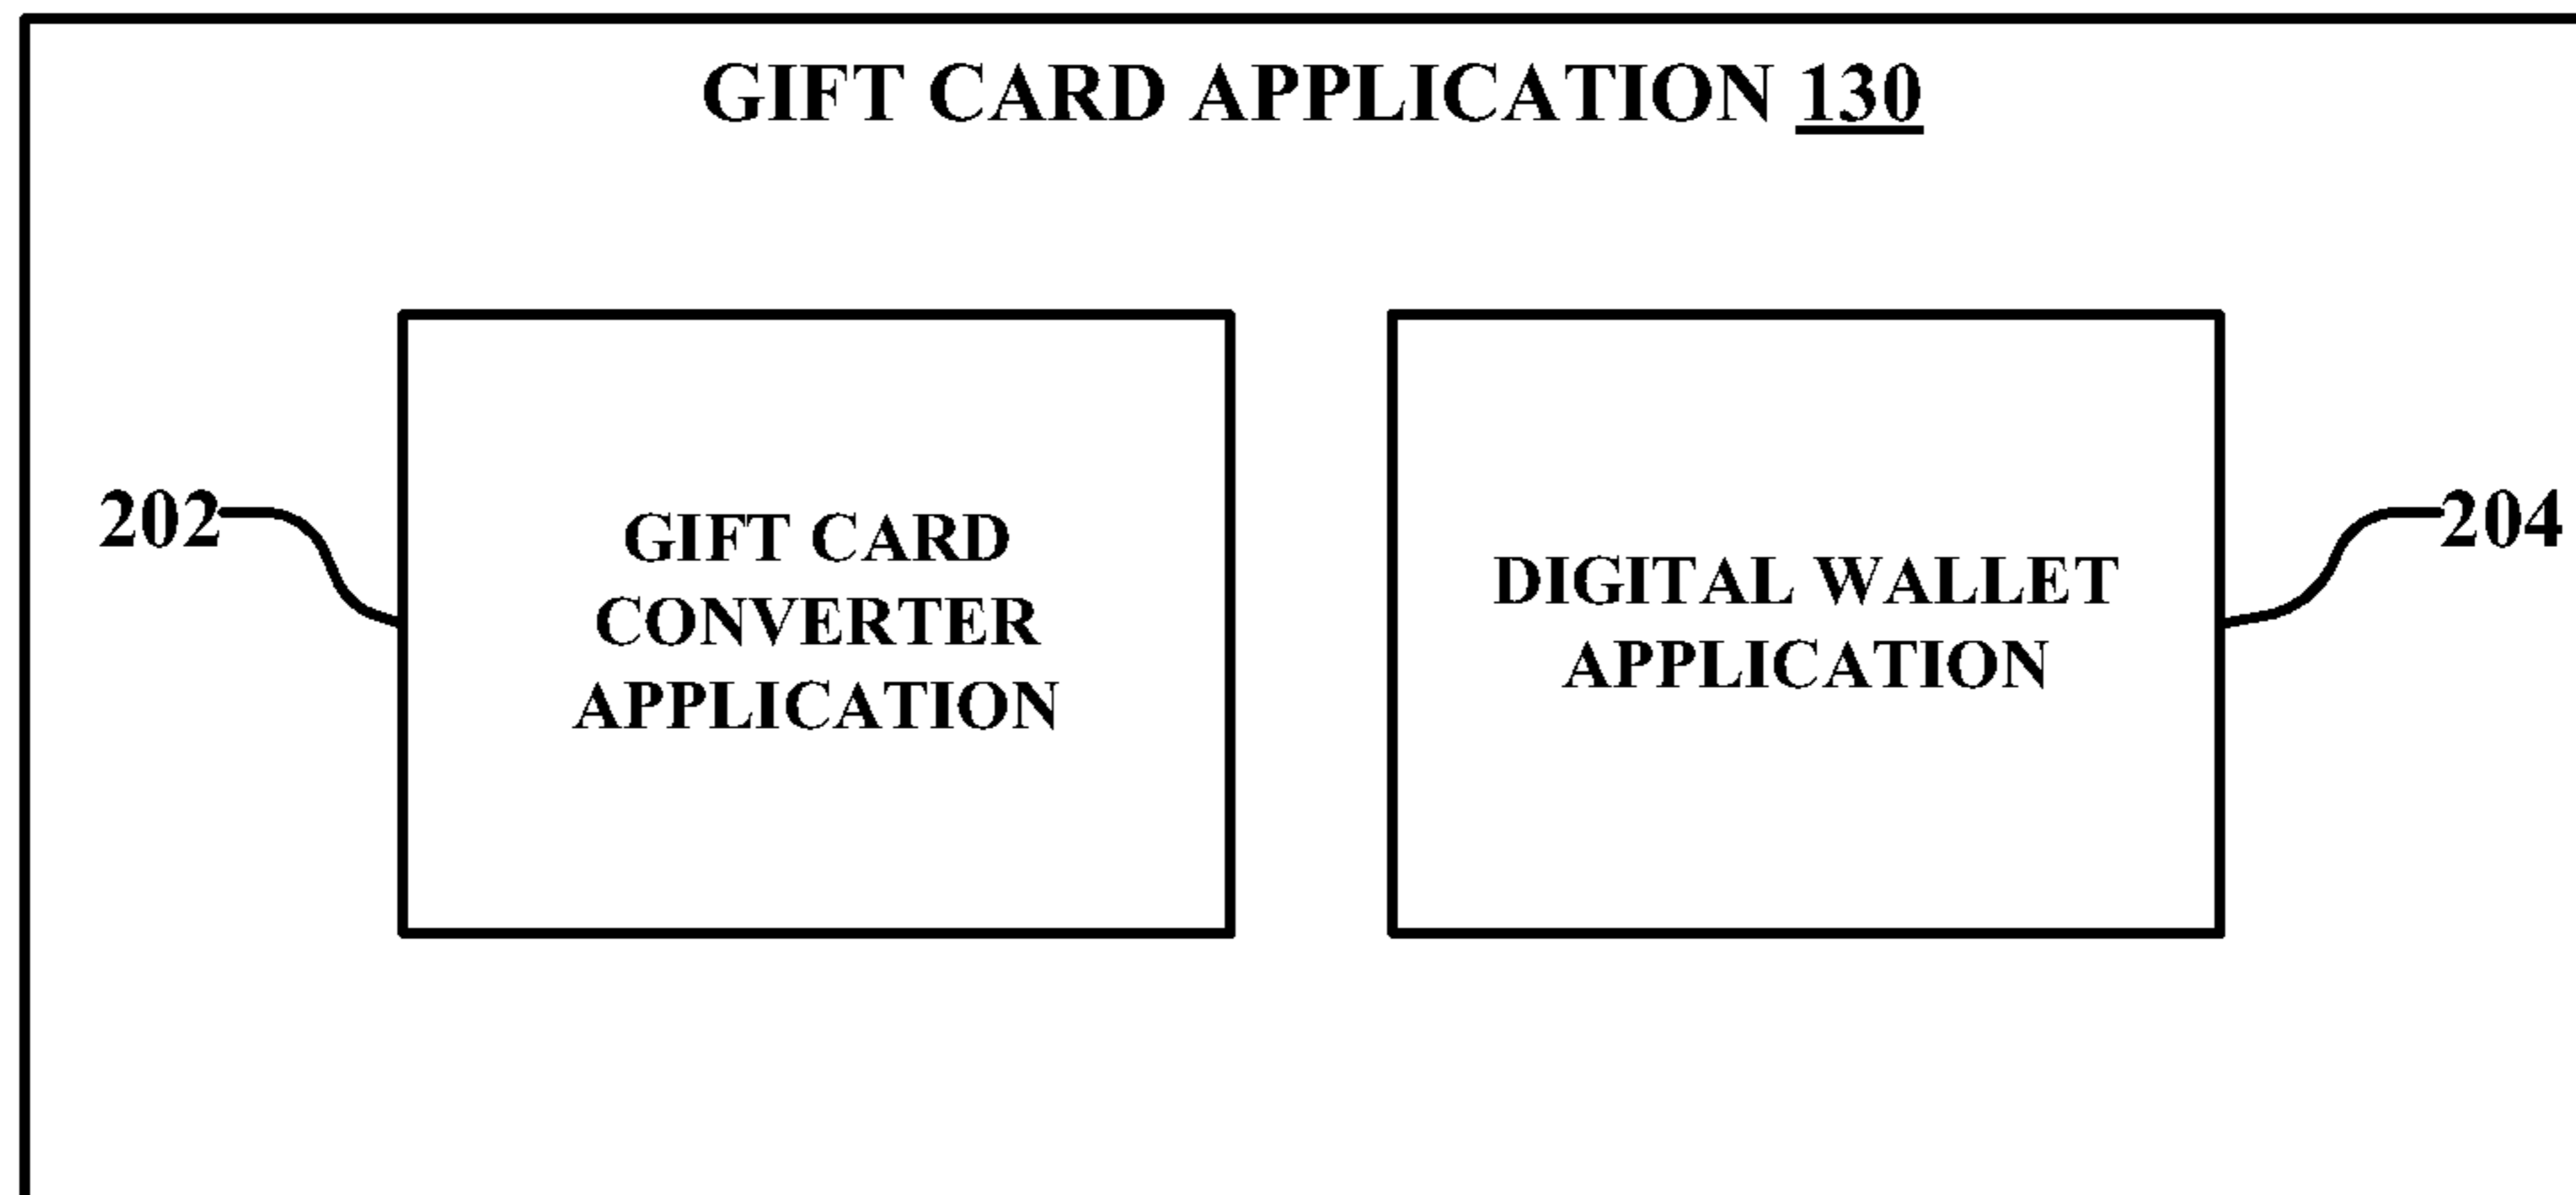 GIFT CARD APPLICATION 130
202
GIFT CARD
CONVERTER
APPLICATION
DIGITAL WALLET
APPLICATION
204